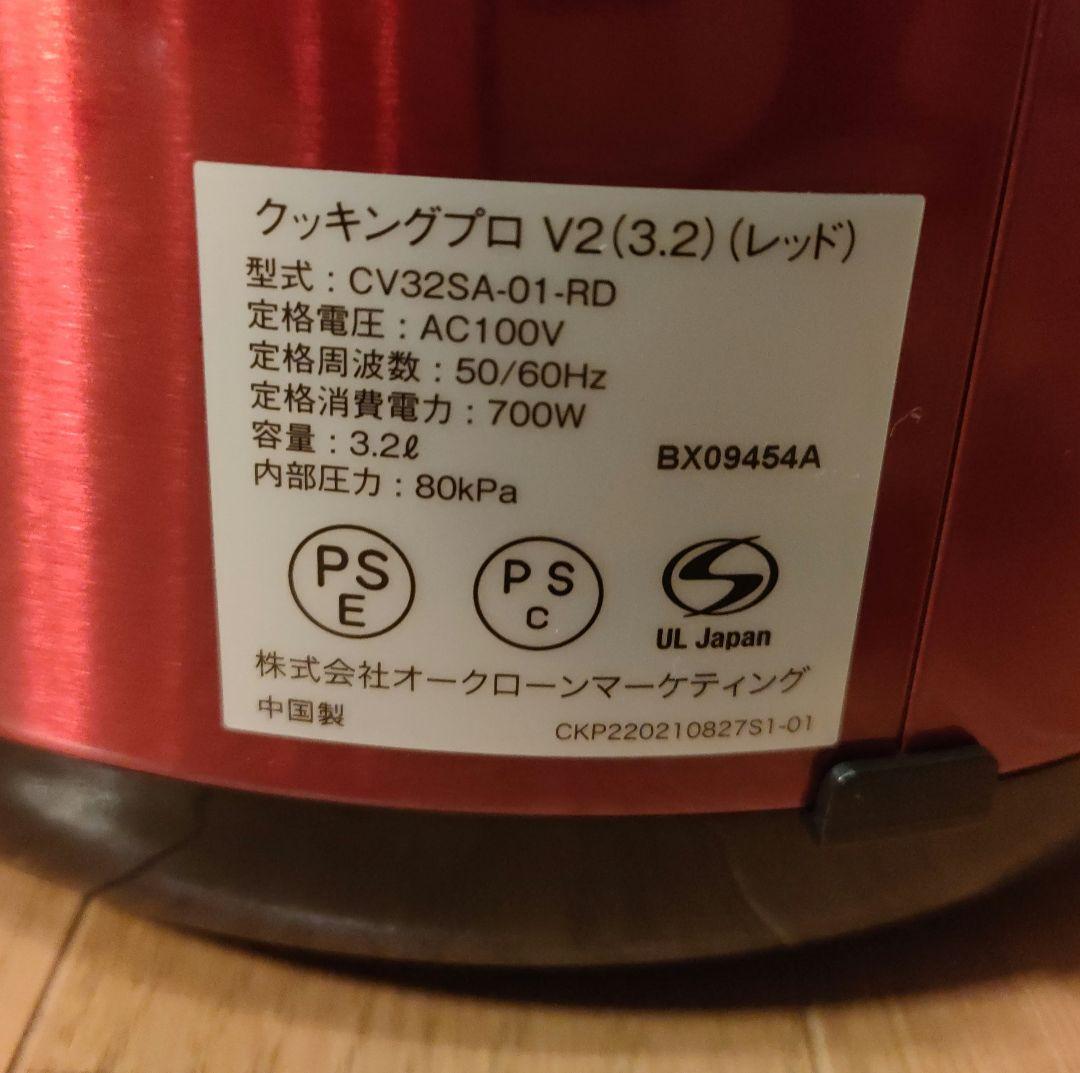 クッキングプロ V2(3.2)(レッド)
型式:CV32SA-01-RD
定格電圧:AC100V
定格周波数:50/60Hz
定格消費電力:700W
容量:3.2ℓ
内部圧力:80kPa
BX09454A
PS
E
PS
C
UL Japan
株式会社オークローンマーケティング
中国製
CKP220210827S1-01